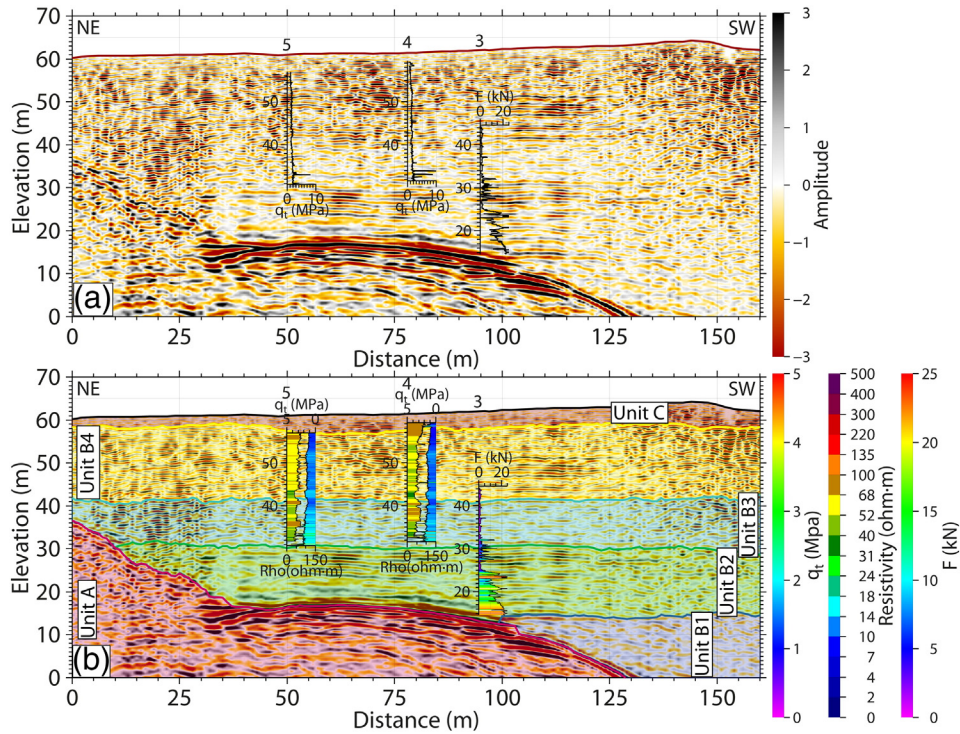 NE
SW
5
4
3
70
60
50
40
30
20
10
0
Elevation (m)
50
40
0 10
qt (MPa)
50
40
0 10
qt (MPa)
F (kN)
0 20
40
30
20
(a)
0 25 50 75 100 125 150
Distance (m)
3
2
1
0
−1
−2
−3
Amplitude
NE
SW
5
4
3
qt (MPa)
5 0
qt (MPa)
5 0
F (kN)
0 20
70
60
50
40
30
20
10
0
Elevation (m)
50
40
0 150
Rho(ohm·m)
50
40
0 150
Rho(ohm·m)
40
30
20
Unit C
Unit B4
Unit B3
Unit B2
Unit B1
Unit A
(b)
0 25 50 75 100 125 150
Distance (m)
5
4
3
2
1
0
qt (Mpa)
500
400
300
220
135
68
52
40
31
24
18
14
10
7
4
2
0
Resistivity (ohm·m)
25
20
15
10
5
0
F (kN)